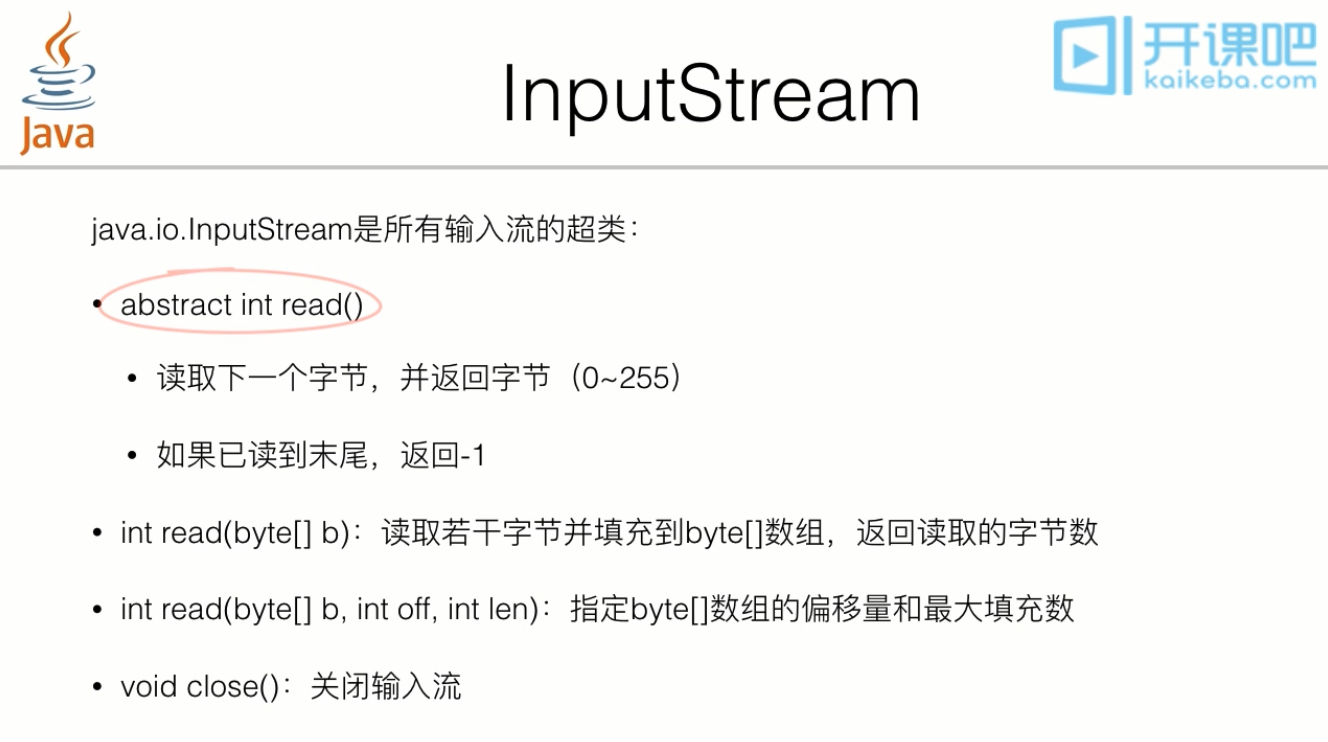 Java
InputStream
开课吧
kaikeba.com
java.io.InputStream是所有输入流的超类：
• abstract int read()
• 读取下一个字节，并返回字节（0~255）
• 如果已读到末尾，返回-1
• int read(byte[] b)：读取若干字节并填充到byte[]数组，返回读取的字节数
• int read(byte[] b, int off, int len)：指定byte[]数组的偏移量和最大填充数
• void close()：关闭输入流